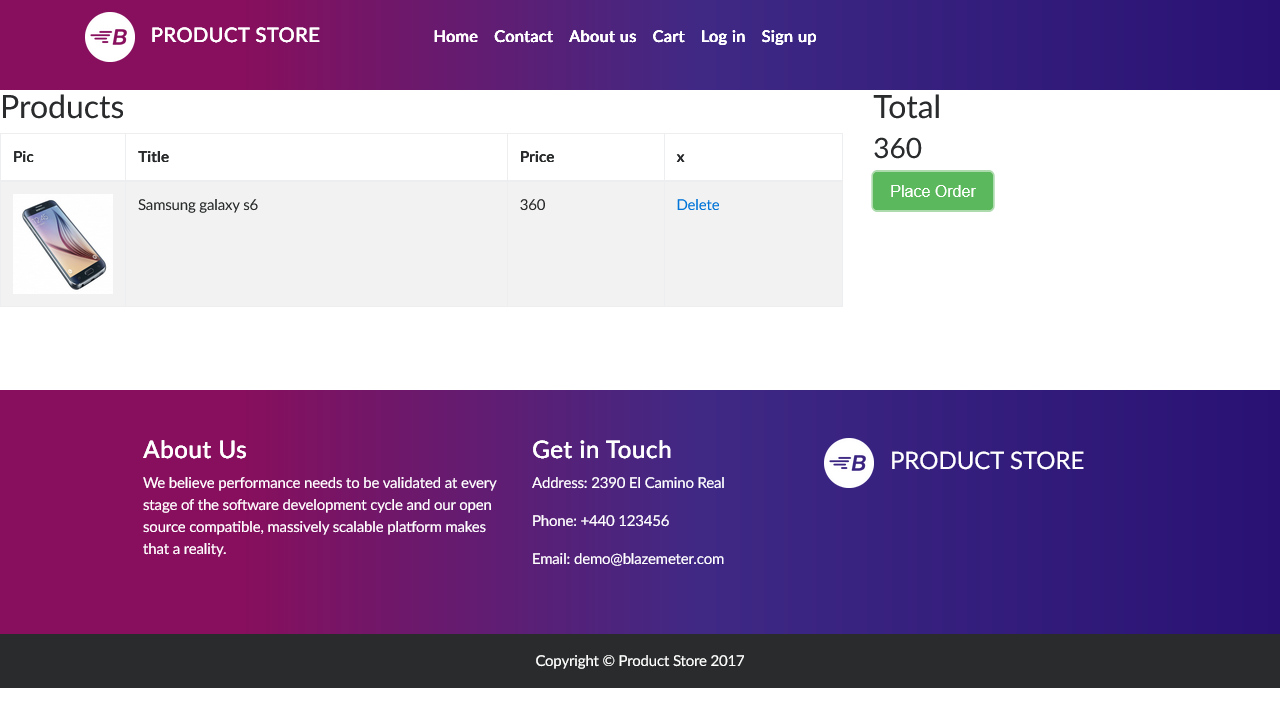 B PRODUCT STORE
Home Contact About us Cart Log in Sign up
Products
Pic Title Price x
Samsung galaxy s6 360 Delete
Total
360
Place Order
About Us
We believe performance needs to be validated at every
stage of the software development cycle and our open
source compatible, massively scalable platform makes
that a reality.
Get in Touch
Address: 2390 El Camino Real
Phone: +440 123456
Email: demo@blazemeter.com
B PRODUCT STORE
Copyright © Product Store 2017